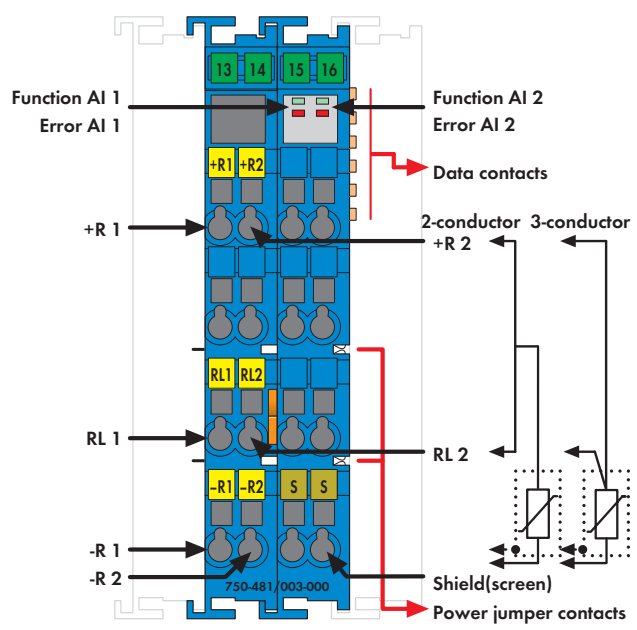 13 14 15 16
Function AI 1
Function AI 2
Error AI 1
Error AI 2
+R1 +R2
Data contacts
2-conductor 3-conductor
+R 1
+R 2
RL1 RL2
RL 1
RL 2
-R1 -R2 S S
-R 1
-R 2
750-481/003-000
Shield(screen)
Power jumper contacts